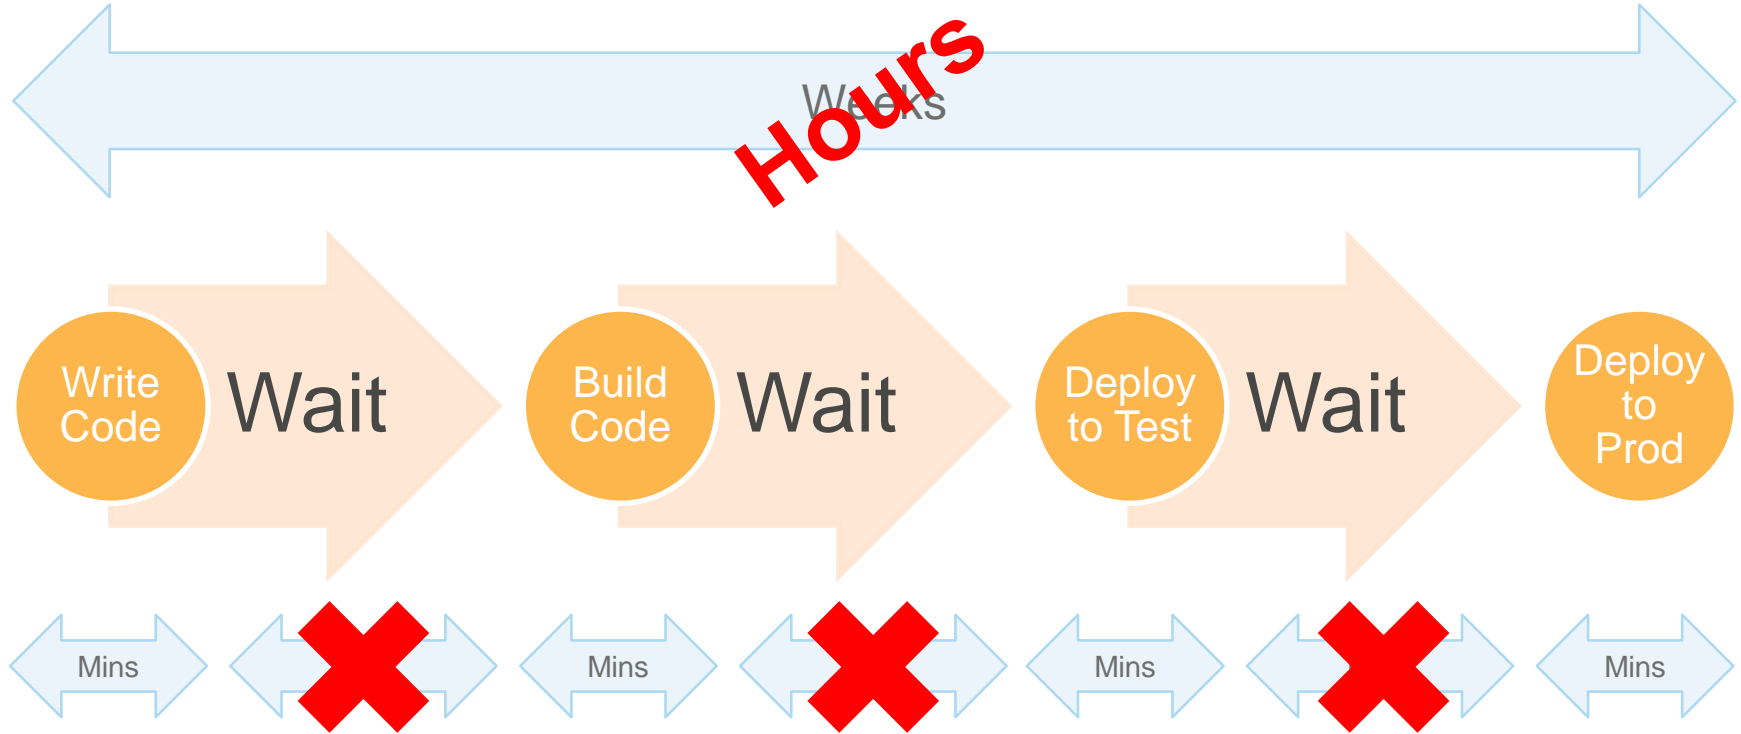 Weeks
Hours
Write
Code
Wait
Build
Code
Wait
Deploy
to Test
Wait
Deploy
to
Prod
Mins
Mins
Mins
Mins